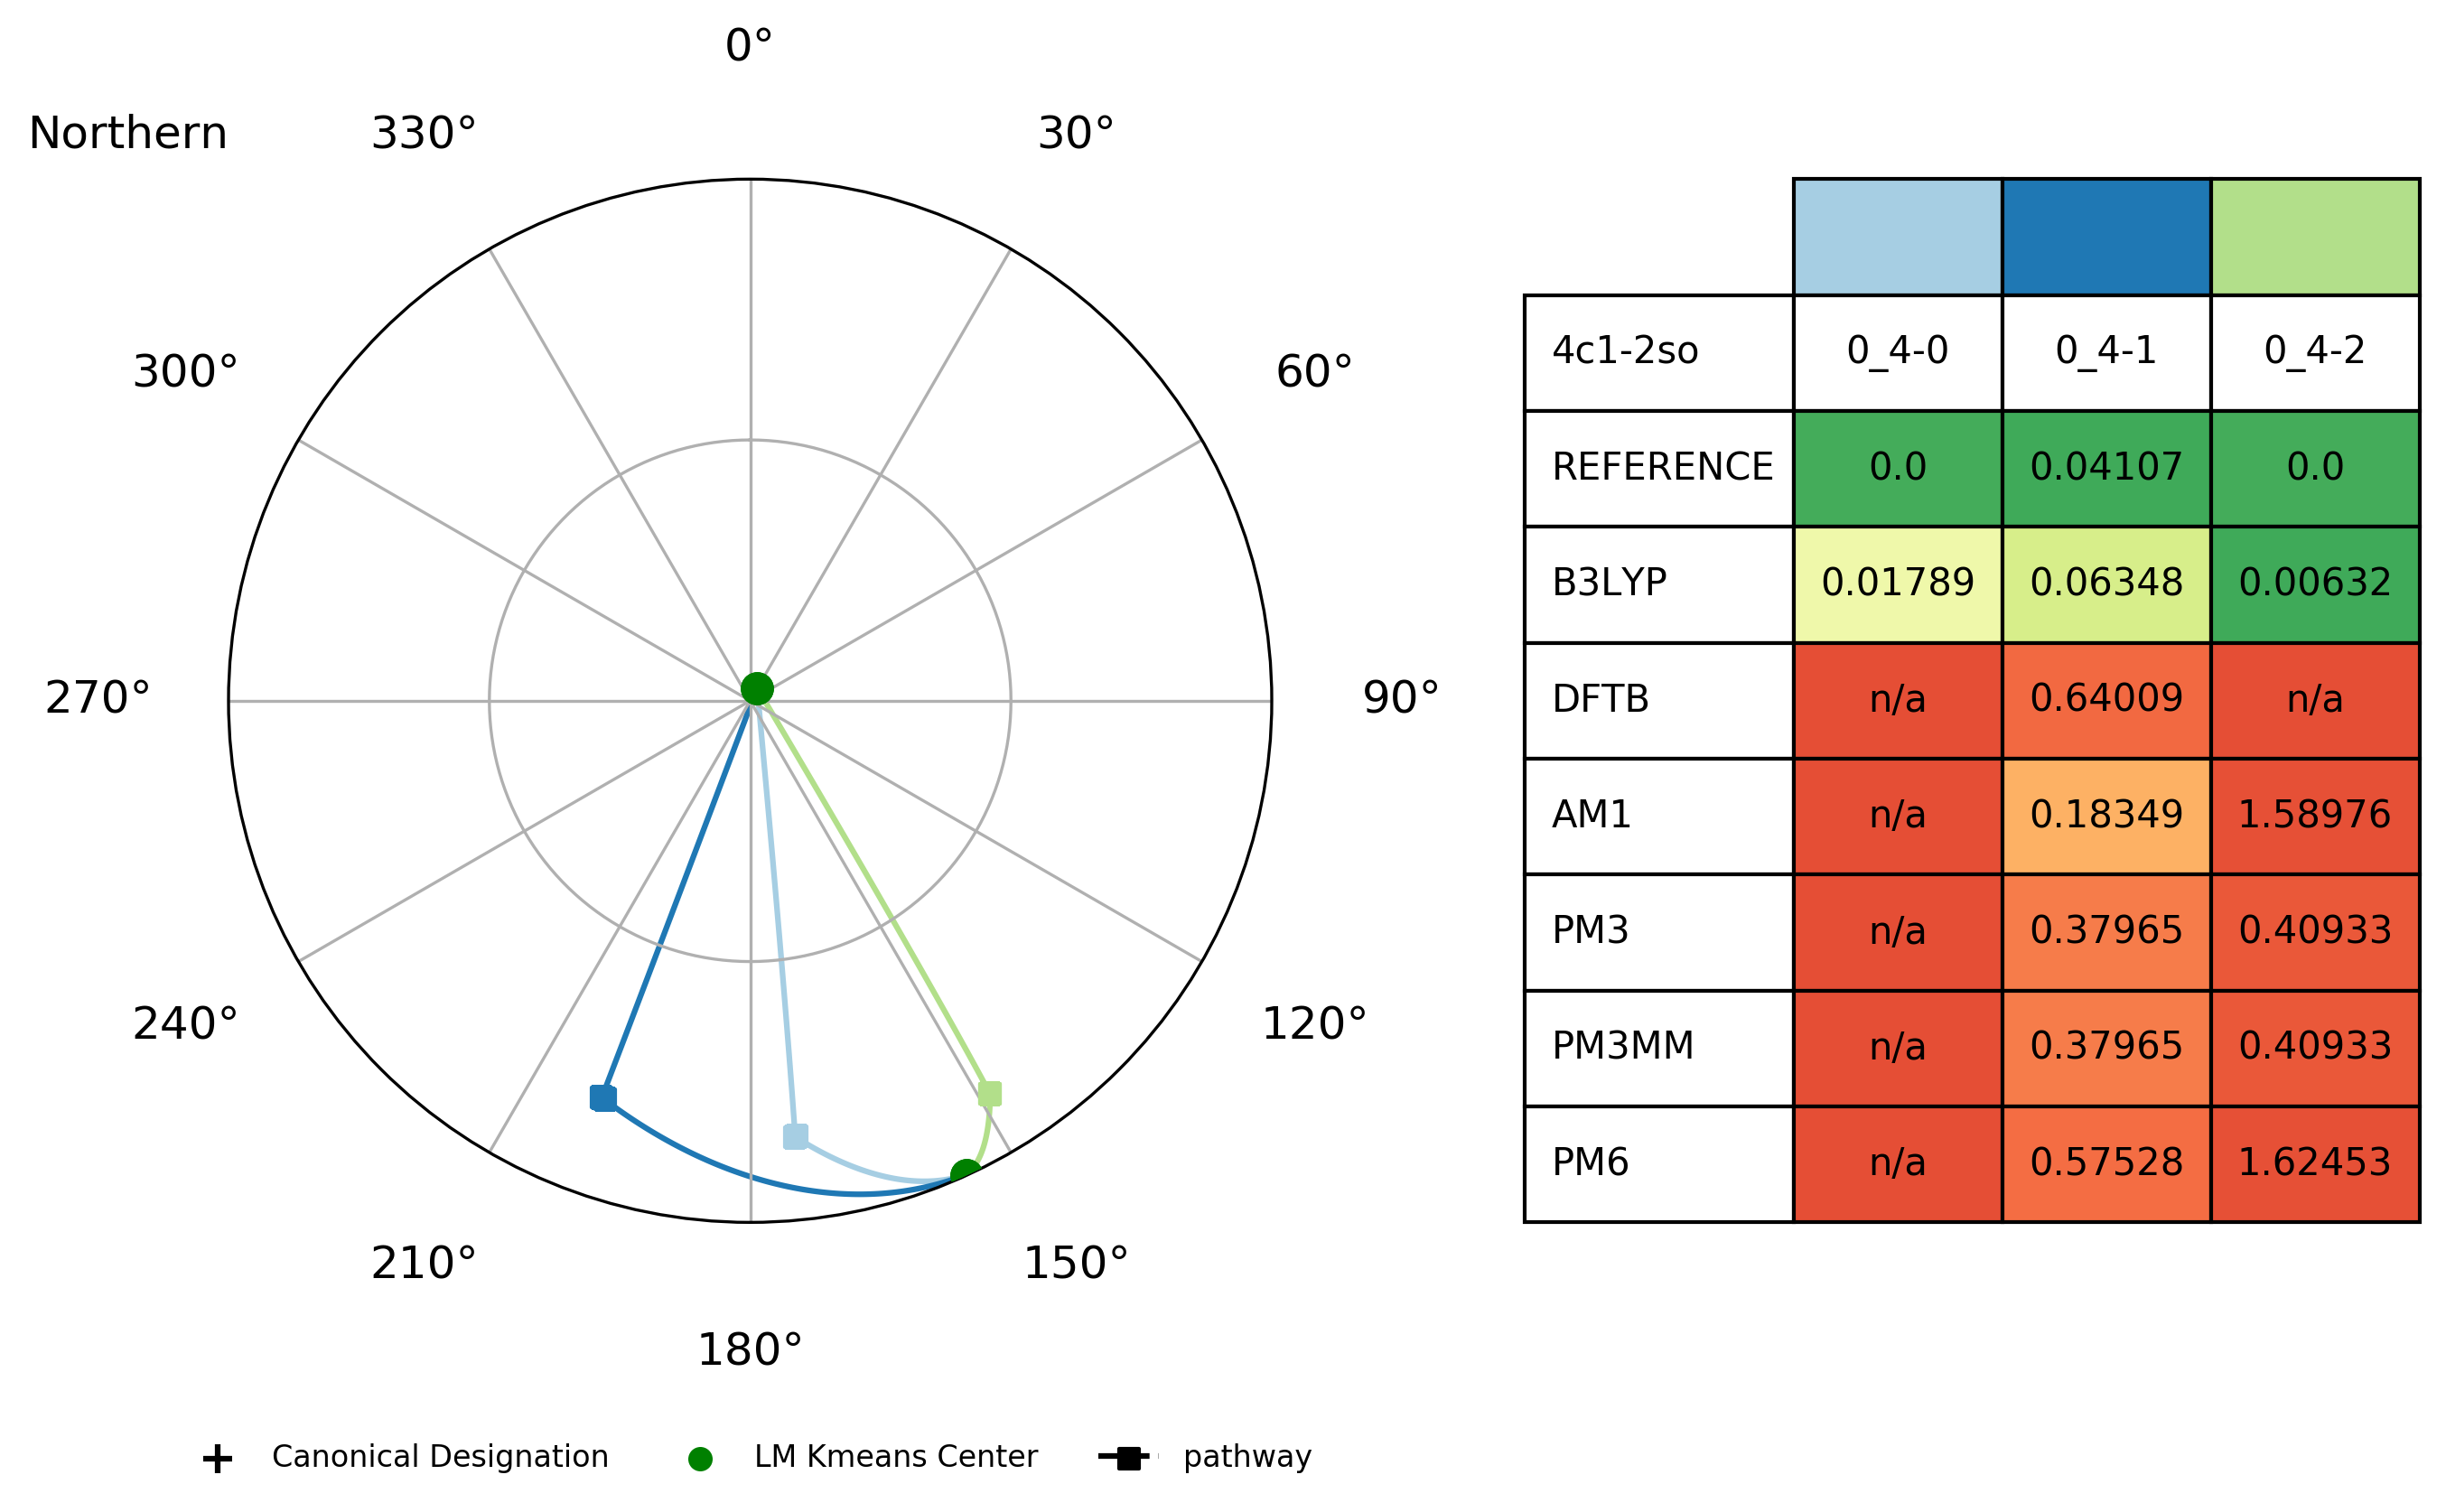 0°
Northern 330° 30°
300° 60°
270° 90°
240° 120°
210° 150°
180°
4c1-2so 0_4-0 0_4-1 0_4-2
REFERENCE 0.0 0.04107 0.0
B3LYP 0.01789 0.06348 0.00632
DFTB n/a 0.64009 n/a
AM1 n/a 0.18349 1.58976
PM3 n/a 0.37965 0.40933
PM3MM n/a 0.37965 0.40933
PM6 n/a 0.57528 1.62453
Canonical Designation LM Kmeans Center pathway